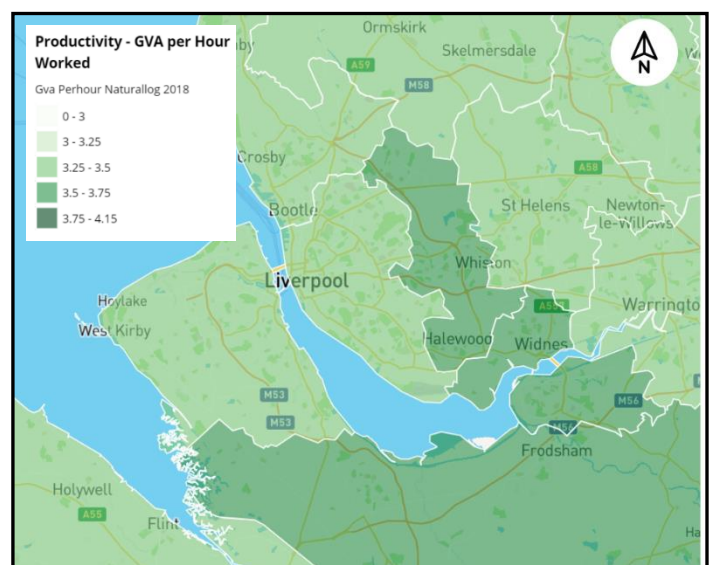 Productivity - GVA per Hour
Worked
Gva Perhour Naturallog 2018
0 - 3
3 - 3.25
3.25 - 3.5
3.5 - 3.75
3.75 - 4.15
N
Ormskirk
Skelmersdale
A59
M58
Crosby
A58
Bootle
St Helens
Newton-
le-Willows
Whiston
Liverpool
Hoylake
Warringto
West Kirby
Halewood
Widnes
M53
M56
M53
M56
Frodsham
Holywell
A55
Flint
Ha